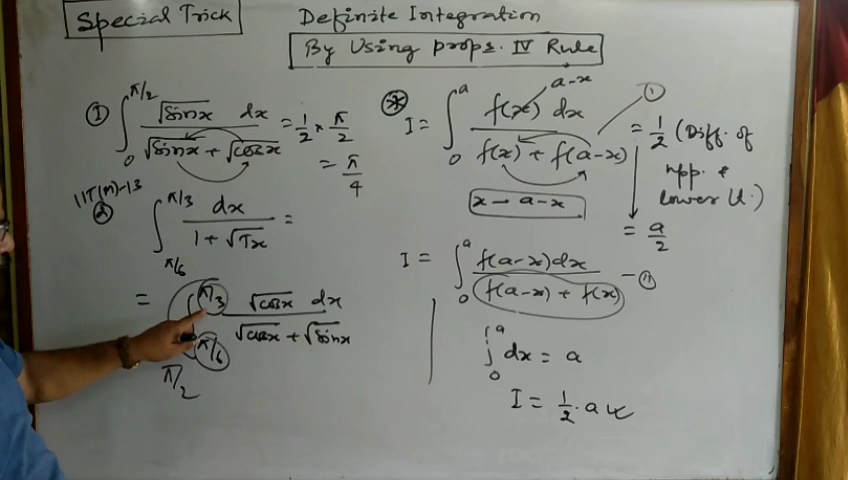 Special Trick
Definite Integration
By Using props. IV Rule
① ∫₀^{π/2} √sinx dx / (√sinx + √cosx) = 1/2 × π/2
= π/4
IIT(M)-13
② ∫_{π/6}^{π/3} dx / (1 + √Tx) =
= ∫_{π/6}^{π/3} √cosx dx / (√cosx + √sinx)
π/2
✱ I = ∫₀^a f(x) dx / (f(x) + f(a-x)) ①
a-x
= 1/2 (Diff. of
upp. &
lower
= a/2
x → a-x
I = ∫₀^a f(a-x)dx / (f(a-x) + f(x)) - ⑪
∫₀^a dx = a
I = 1/2 · a